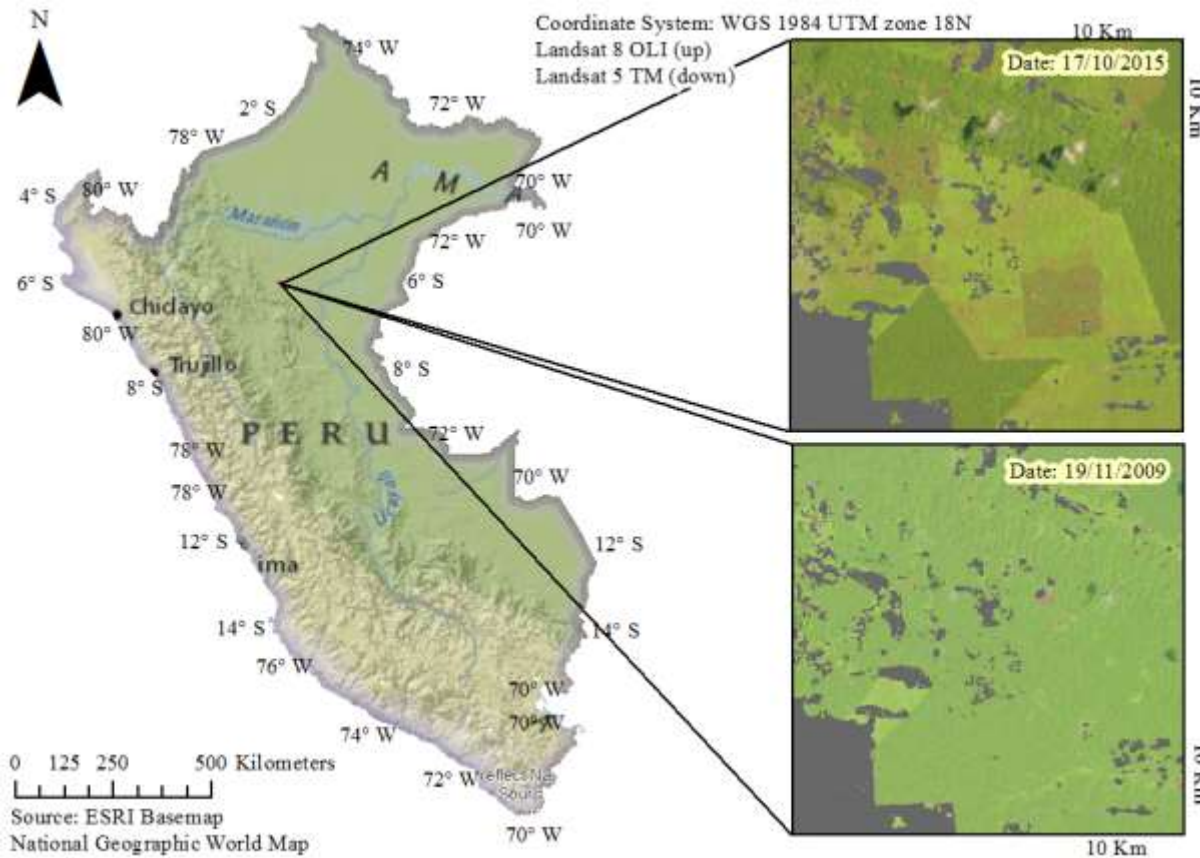 N
Coordinate System: WGS 1984 UTM zone 18N
Landsat 8 OLI (up)
Landsat 5 TM (down)
10 Km
Date: 17/10/2015
10 Km
74° W
72° W
2° S
78° W
A M
70° W
4° S
80° W
Marañón
70° W
72° W
6° S
6° S
Chiclayo
80° W
Trujillo
8° S
8° S
PERU
72° W
78° W
70° W
78° W
Ucayali
12° S
12° S
ima
14° S
14° S
76° W
70° W
70° W
74° W
72° W
70° W
Date: 19/11/2009
10 Km
10 Km
0 125 250 500 Kilometers
Source: ESRI Basemap
National Geographic World Map